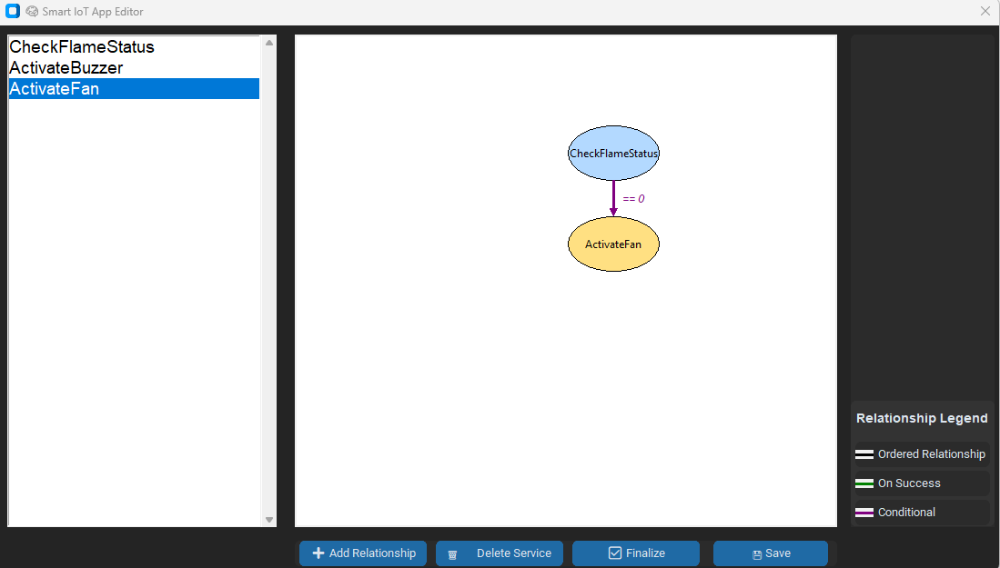 Smart IoT App Editor
CheckFlameStatus
ActivateBuzzer
ActivateFan
CheckFlameStatus
== 0
ActivateFan
Relationship Legend
Ordered Relationship
On Success
Conditional
Add Relationship
Delete Service
Finalize
Save